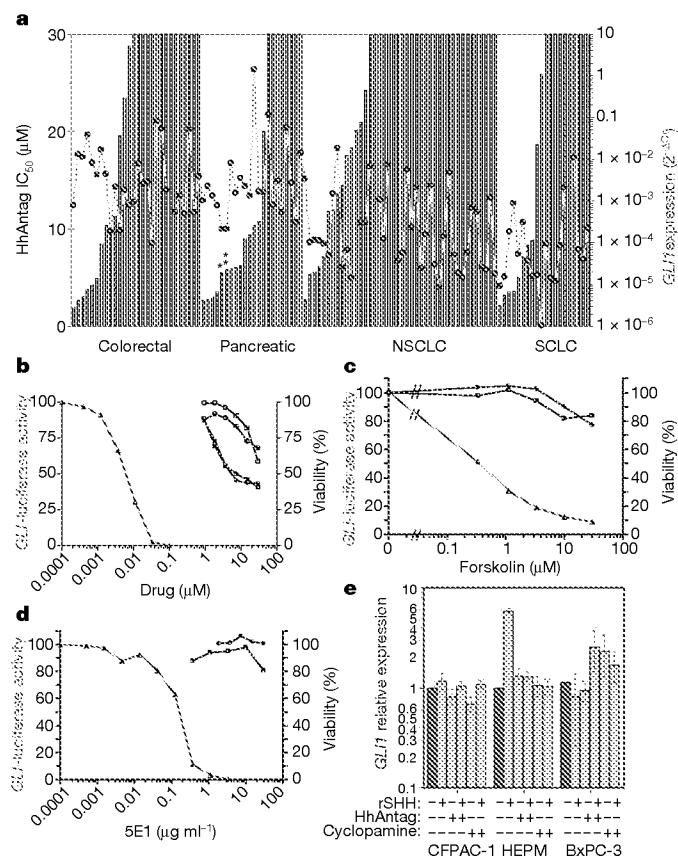 a
30
20
10
0
HhAntag IC50 (μM)
10
1
0.1
1 × 10−2
1 × 10−3
1 × 10−4
1 × 10−5
1 × 10−6
GLI1 expression (2−ΔCt)
* * *
Colorectal Pancreatic NSCLC SCLC
b
100
75
50
25
0
GLI-luciferase activity
100
75
50
25
0
Viability (%)
0.0001 0.001 0.01 0.1 1 10 100
Drug (μM)
c
100
80
60
40
20
0
GLI-luciferase activity
100
80
60
40
20
0
Viability (%)
0 0.1 1 10 100
Forskolin (μM)
d
100
80
60
40
20
0
GLI-luciferase activity
100
80
60
40
20
0
Viability (%)
0.0001 0.001 0.01 0.1 1 10 100
5E1 (μg ml−1)
e
10
6
5
4
3
2
1
0.6
0.5
0.4
0.3
0.2
0.1
GLI1 relative expression
rSHH: −+−+−+ −+−+−+ −+−+−+
HhAntag: −−++−− −−++−− −−++−−
Cyclopamine: −−−−++ −−−−++ −−−−++
CFPAC-1 HEPM BxPC-3